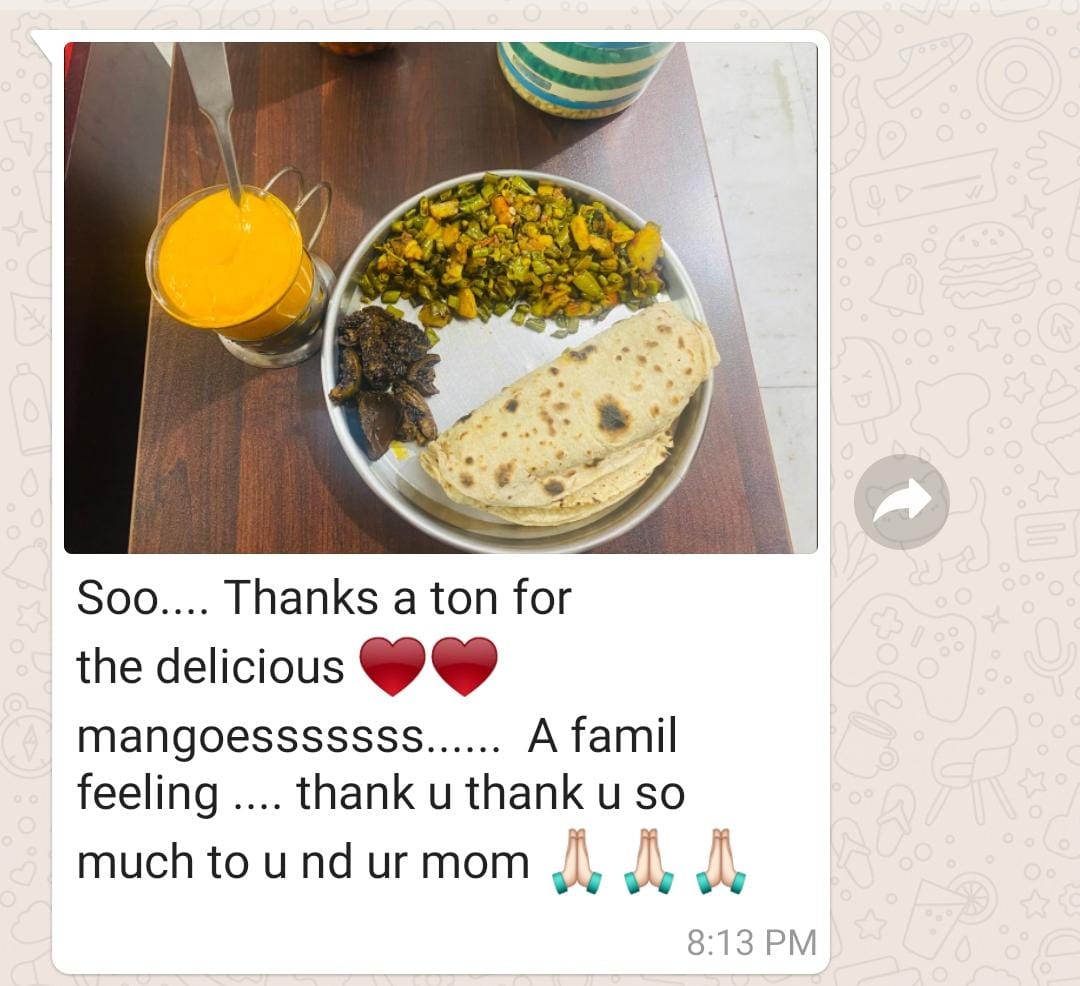 Soo.... Thanks a ton for
the delicious ❤️❤️
mangoesssssss...... A famil
feeling .... thank u thank u so
much to u nd ur mom 🙏🏻 🙏🏻 🙏🏻
8:13 PM